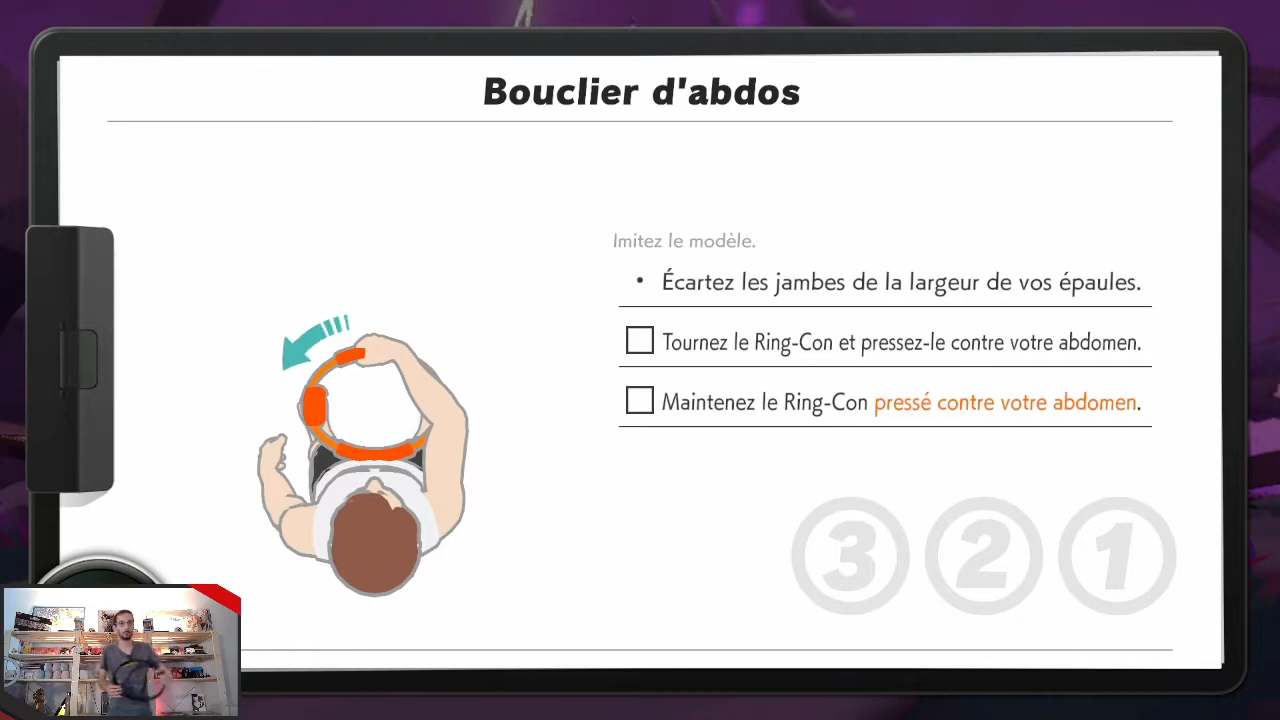 Bouclier d'abdos
Imitez le modèle.
• Écartez les jambes de la largeur de vos épaules.
Tournez le Ring-Con et pressez-le contre votre abdomen.
Maintenez le Ring-Con pressé contre votre abdomen.
3 2 1